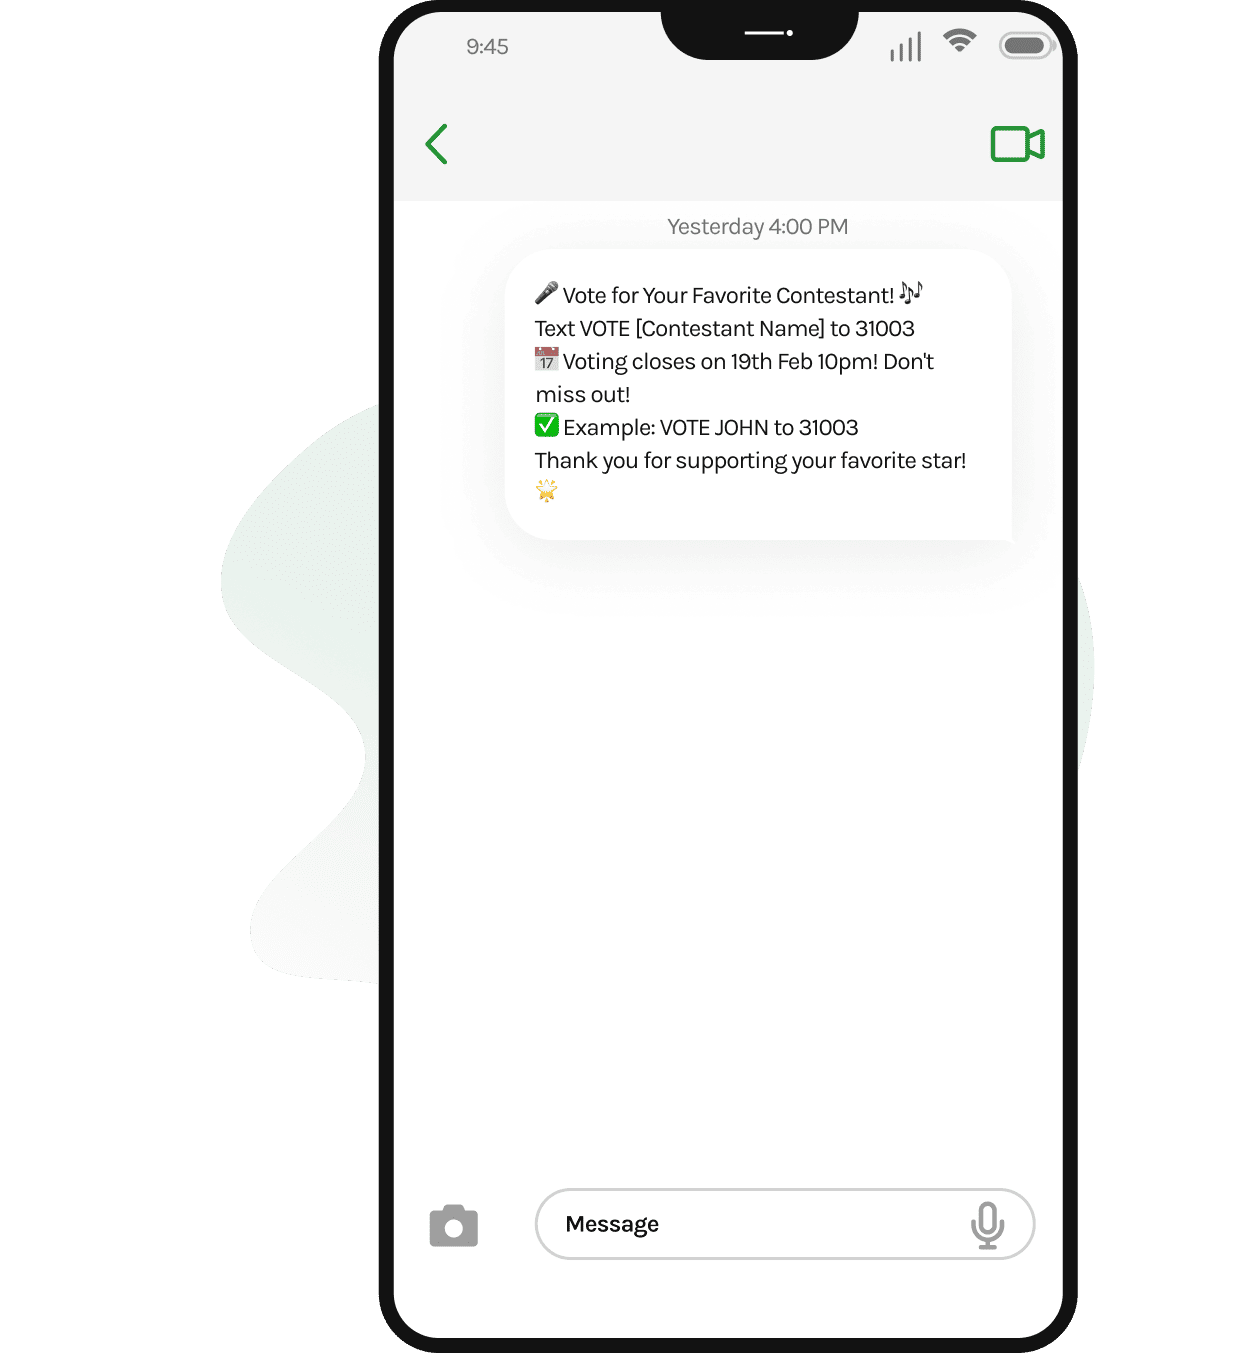 9:45
Yesterday 4:00 PM
🎤 Vote for Your Favorite Contestant! 🎶
Text VOTE [Contestant Name] to 31003
📅 Voting closes on 19th Feb 10pm! Don't
miss out!
✅ Example: VOTE JOHN to 31003
Thank you for supporting your favorite star!
🌟
Message